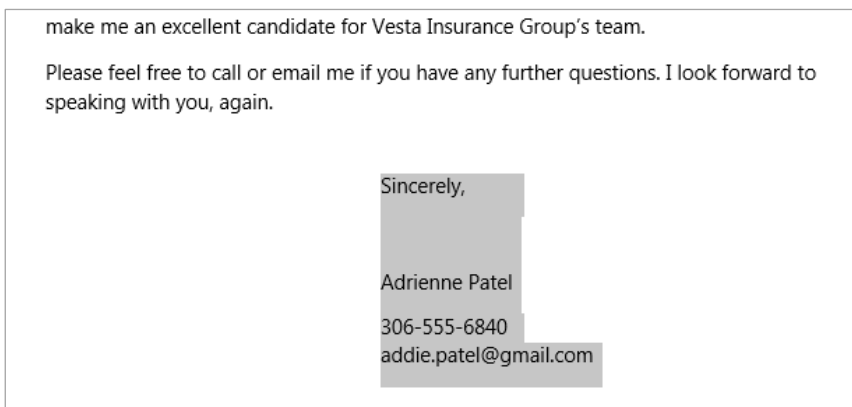 make me an excellent candidate for Vesta Insurance Group’s team.
Please feel free to call or email me if you have any further questions. I look forward to
speaking with you, again.
Sincerely,
Adrienne Patel
306-555-6840
addie.patel@gmail.com